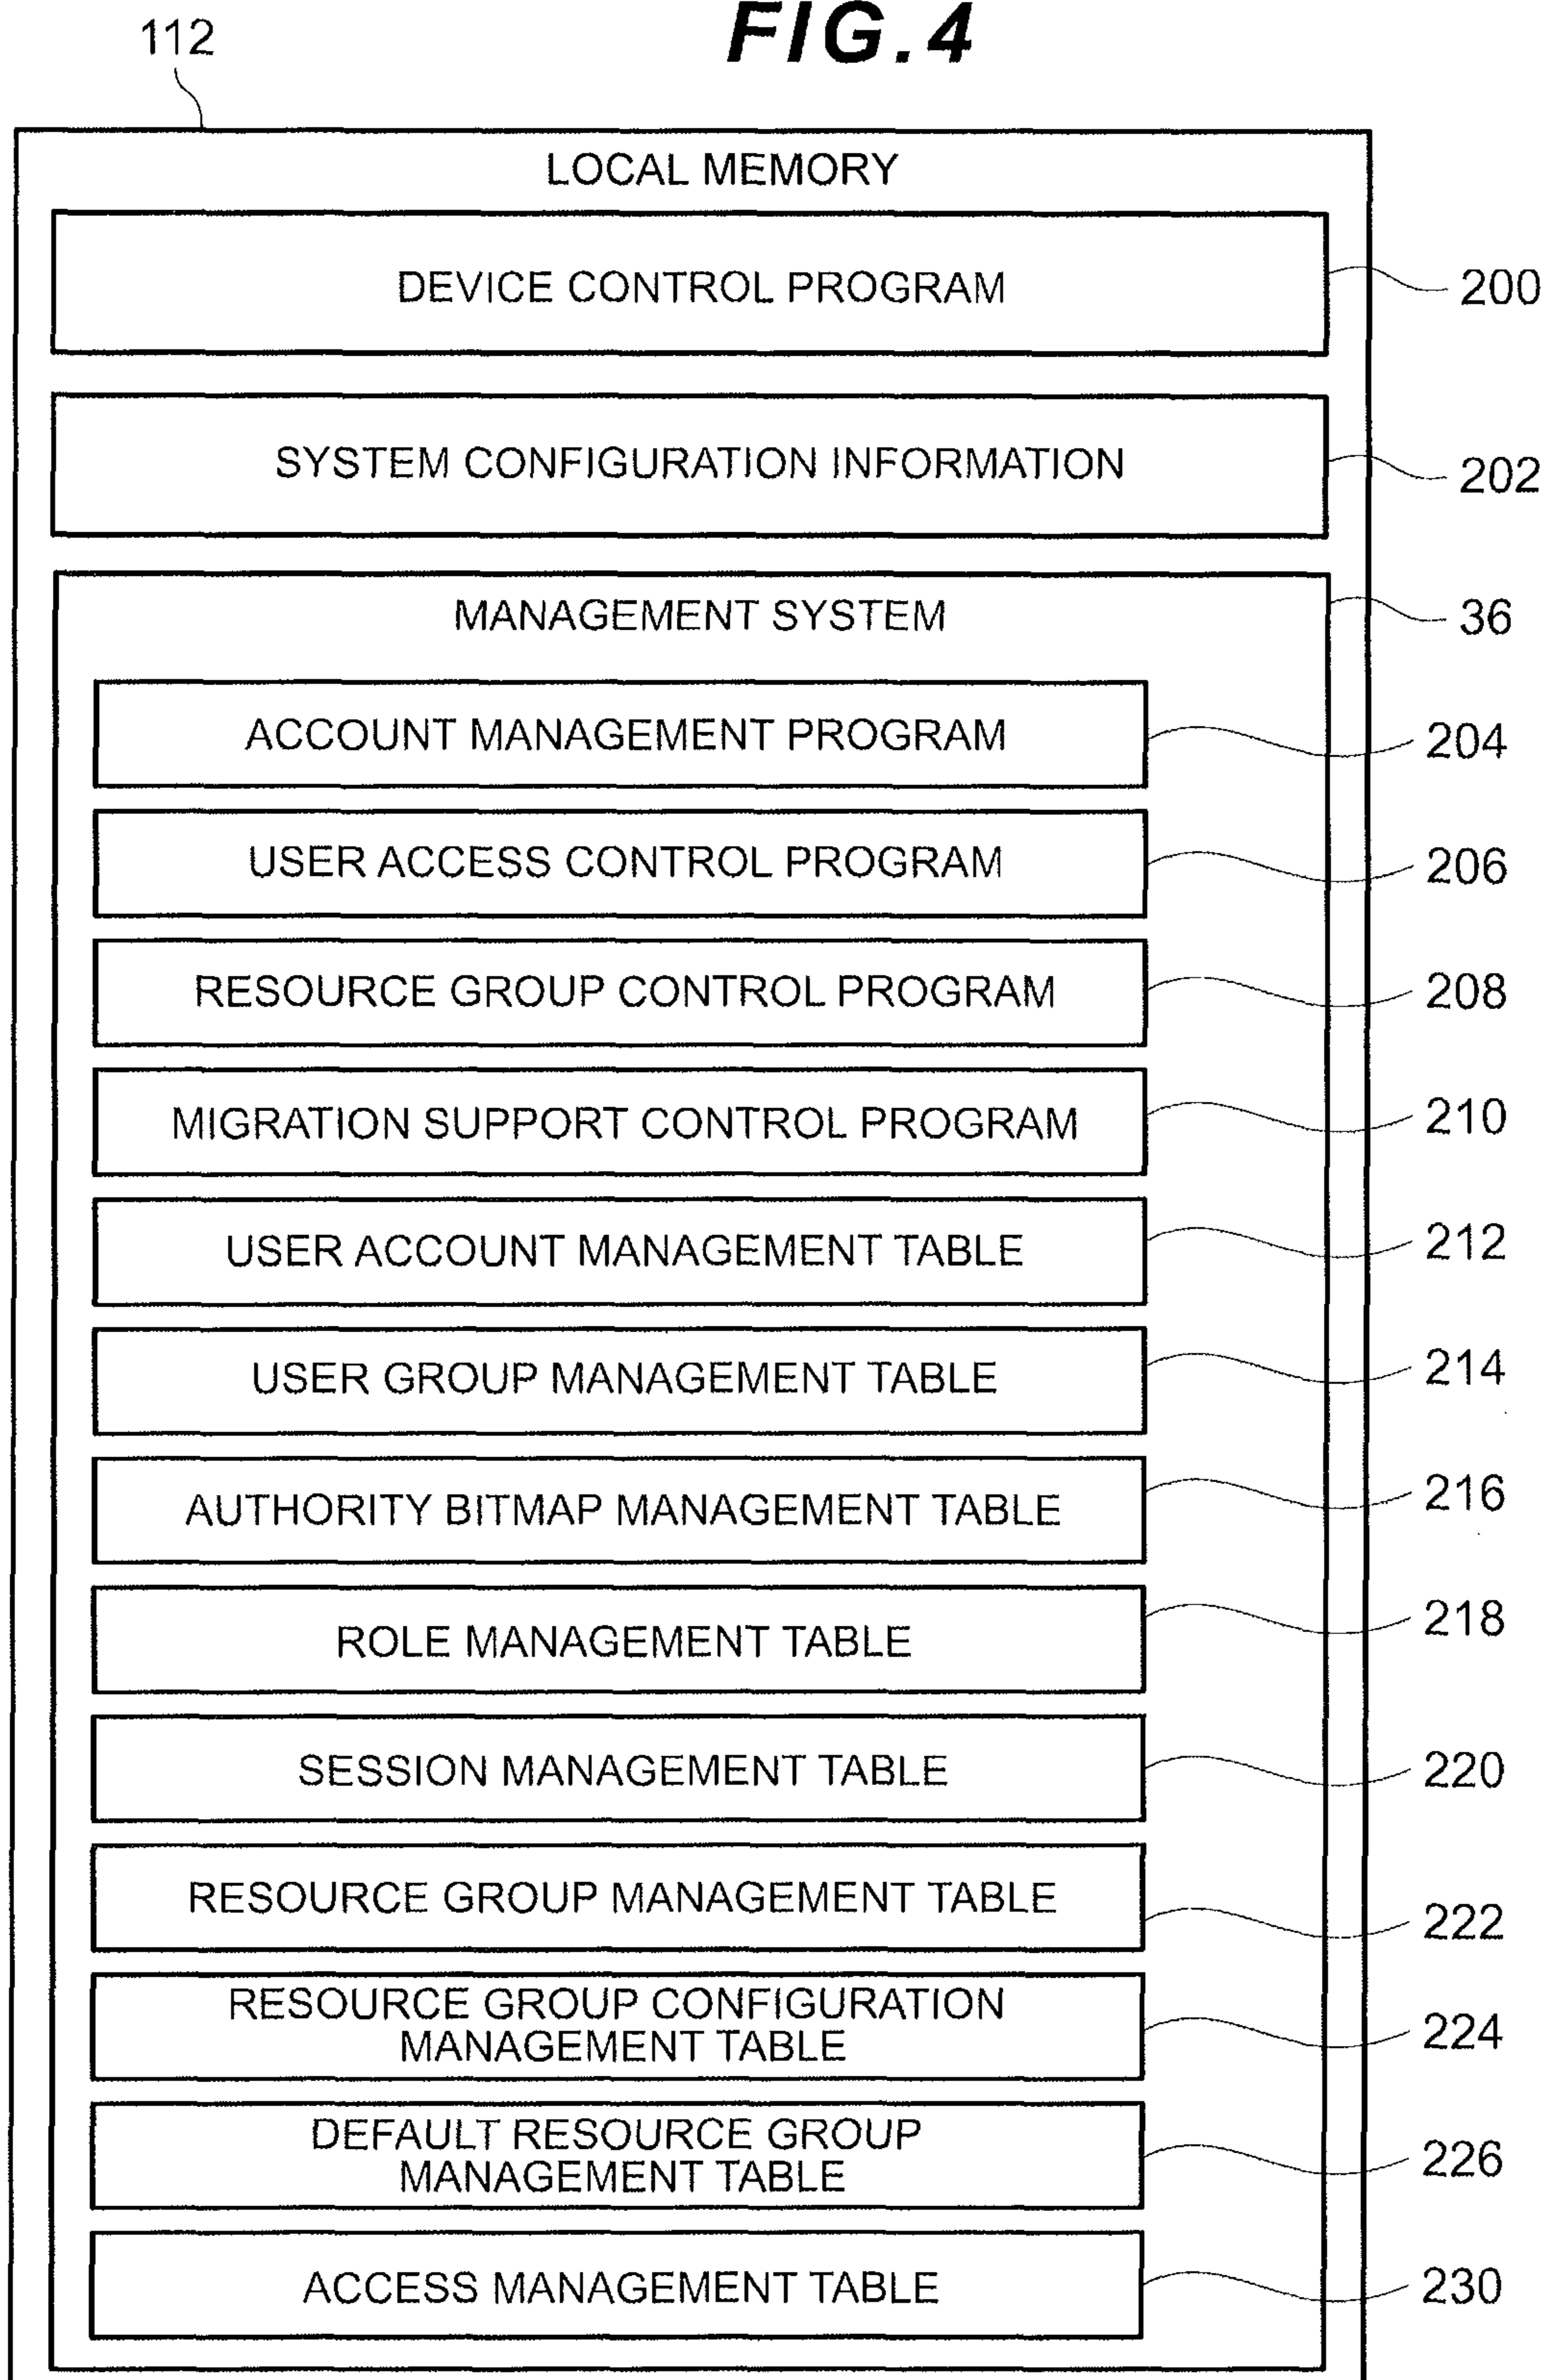 FIG.4
112
LOCAL MEMORY
DEVICE CONTROL PROGRAM
200
SYSTEM CONFIGURATION INFORMATION
202
MANAGEMENT SYSTEM
36
ACCOUNT MANAGEMENT PROGRAM
204
USER ACCESS CONTROL PROGRAM
206
RESOURCE GROUP CONTROL PROGRAM
208
MIGRATION SUPPORT CONTROL PROGRAM
210
USER ACCOUNT MANAGEMENT TABLE
212
USER GROUP MANAGEMENT TABLE
214
AUTHORITY BITMAP MANAGEMENT TABLE
216
ROLE MANAGEMENT TABLE
218
SESSION MANAGEMENT TABLE
220
RESOURCE GROUP MANAGEMENT TABLE
222
RESOURCE GROUP CONFIGURATION
MANAGEMENT TABLE
224
DEFAULT RESOURCE GROUP
MANAGEMENT TABLE
226
ACCESS MANAGEMENT TABLE
230